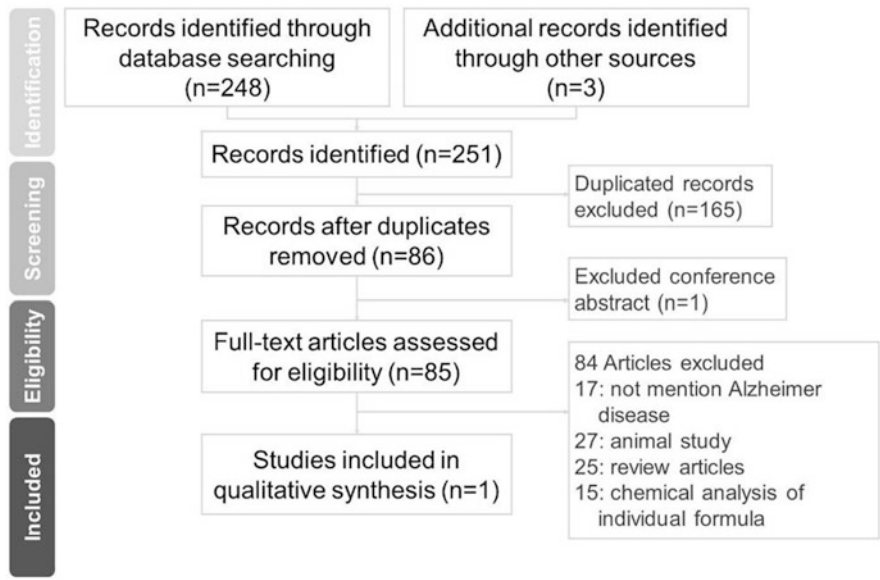 Identification
Records identified through
database searching
(n=248)
Additional records identified
through other sources
(n=3)
Records identified (n=251)
Screening
Duplicated records
excluded (n=165)
Records after duplicates
removed (n=86)
Excluded conference
abstract (n=1)
Eligibility
Full-text articles assessed
for eligibility (n=85)
84 Articles excluded
17: not mention Alzheimer
disease
27: animal study
25: review articles
15: chemical analysis of
individual formula
Included
Studies included in
qualitative synthesis (n=1)